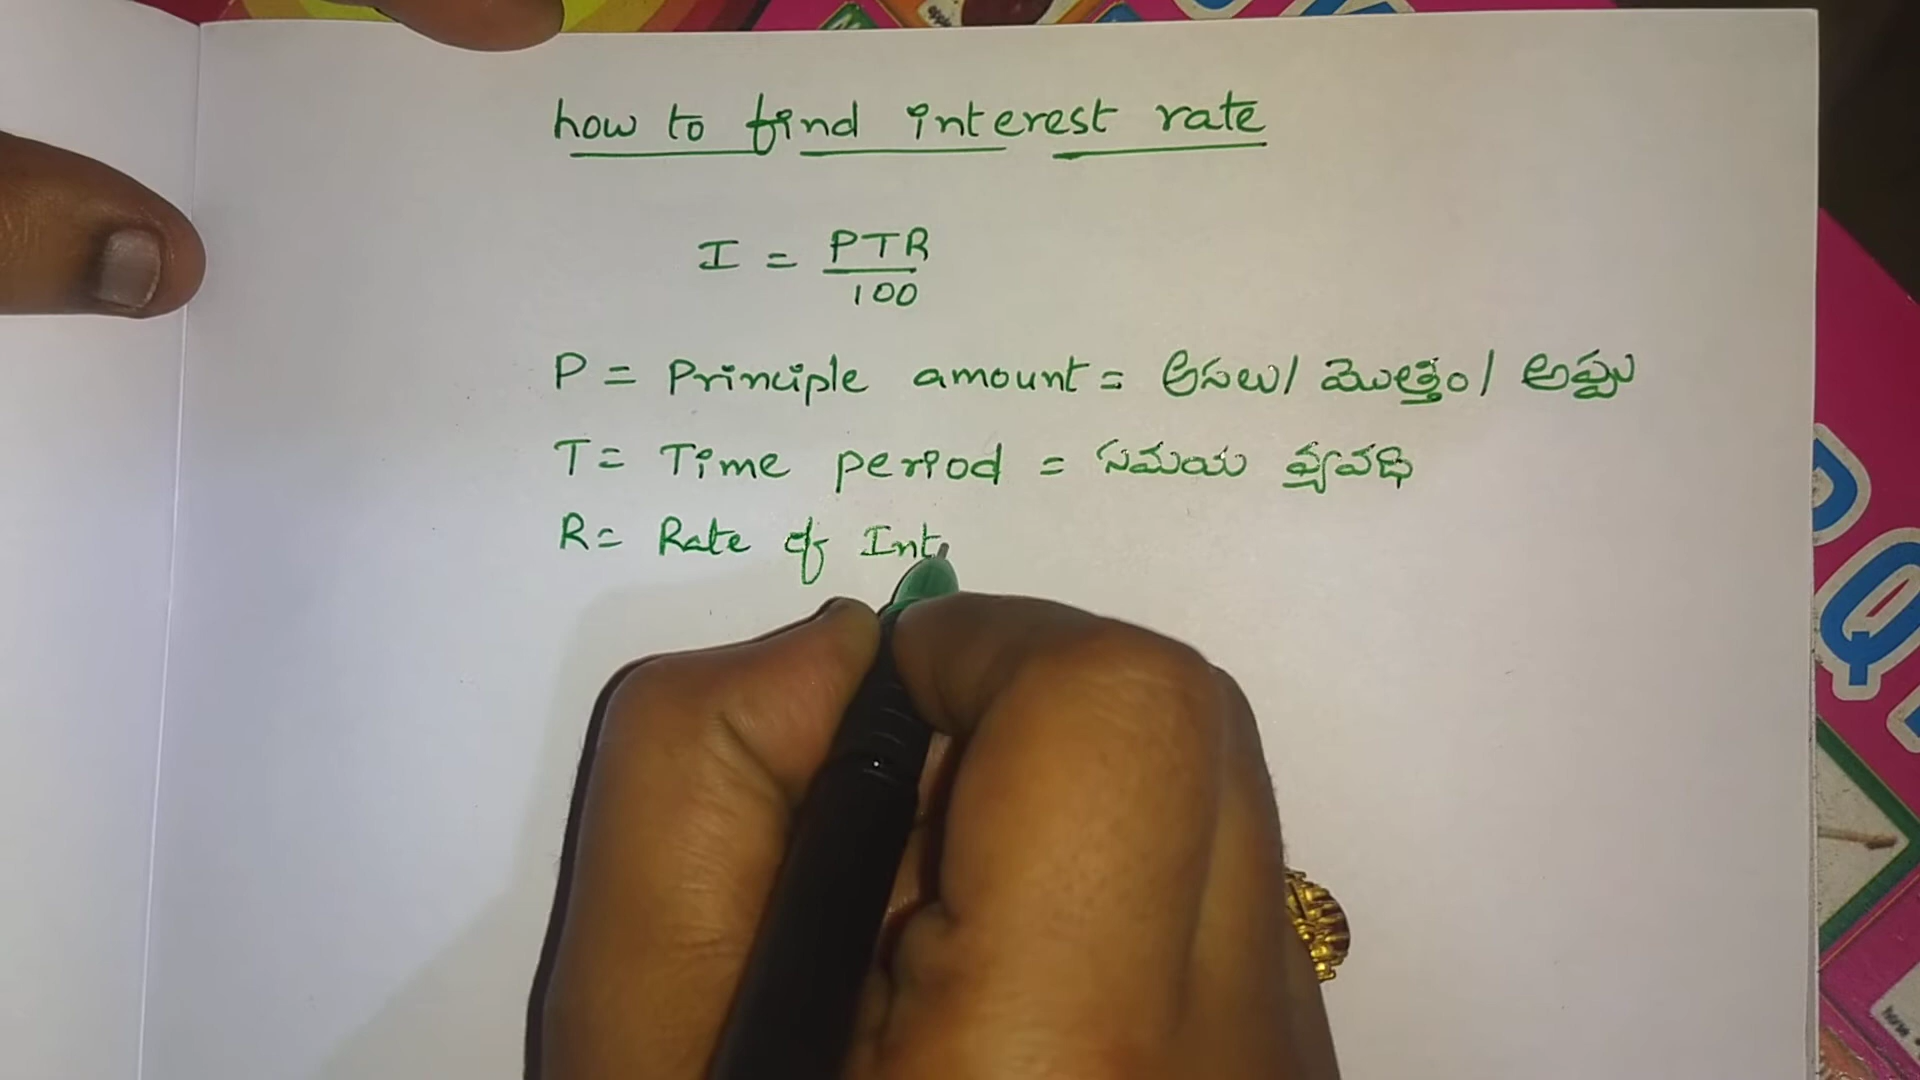 how to find interest rate
I = PTR
100
P = Principle amount = అసలు/ మొత్తం/ అప్పు
T = Time period = సమయ వ్యవధి
R = Rate of Int